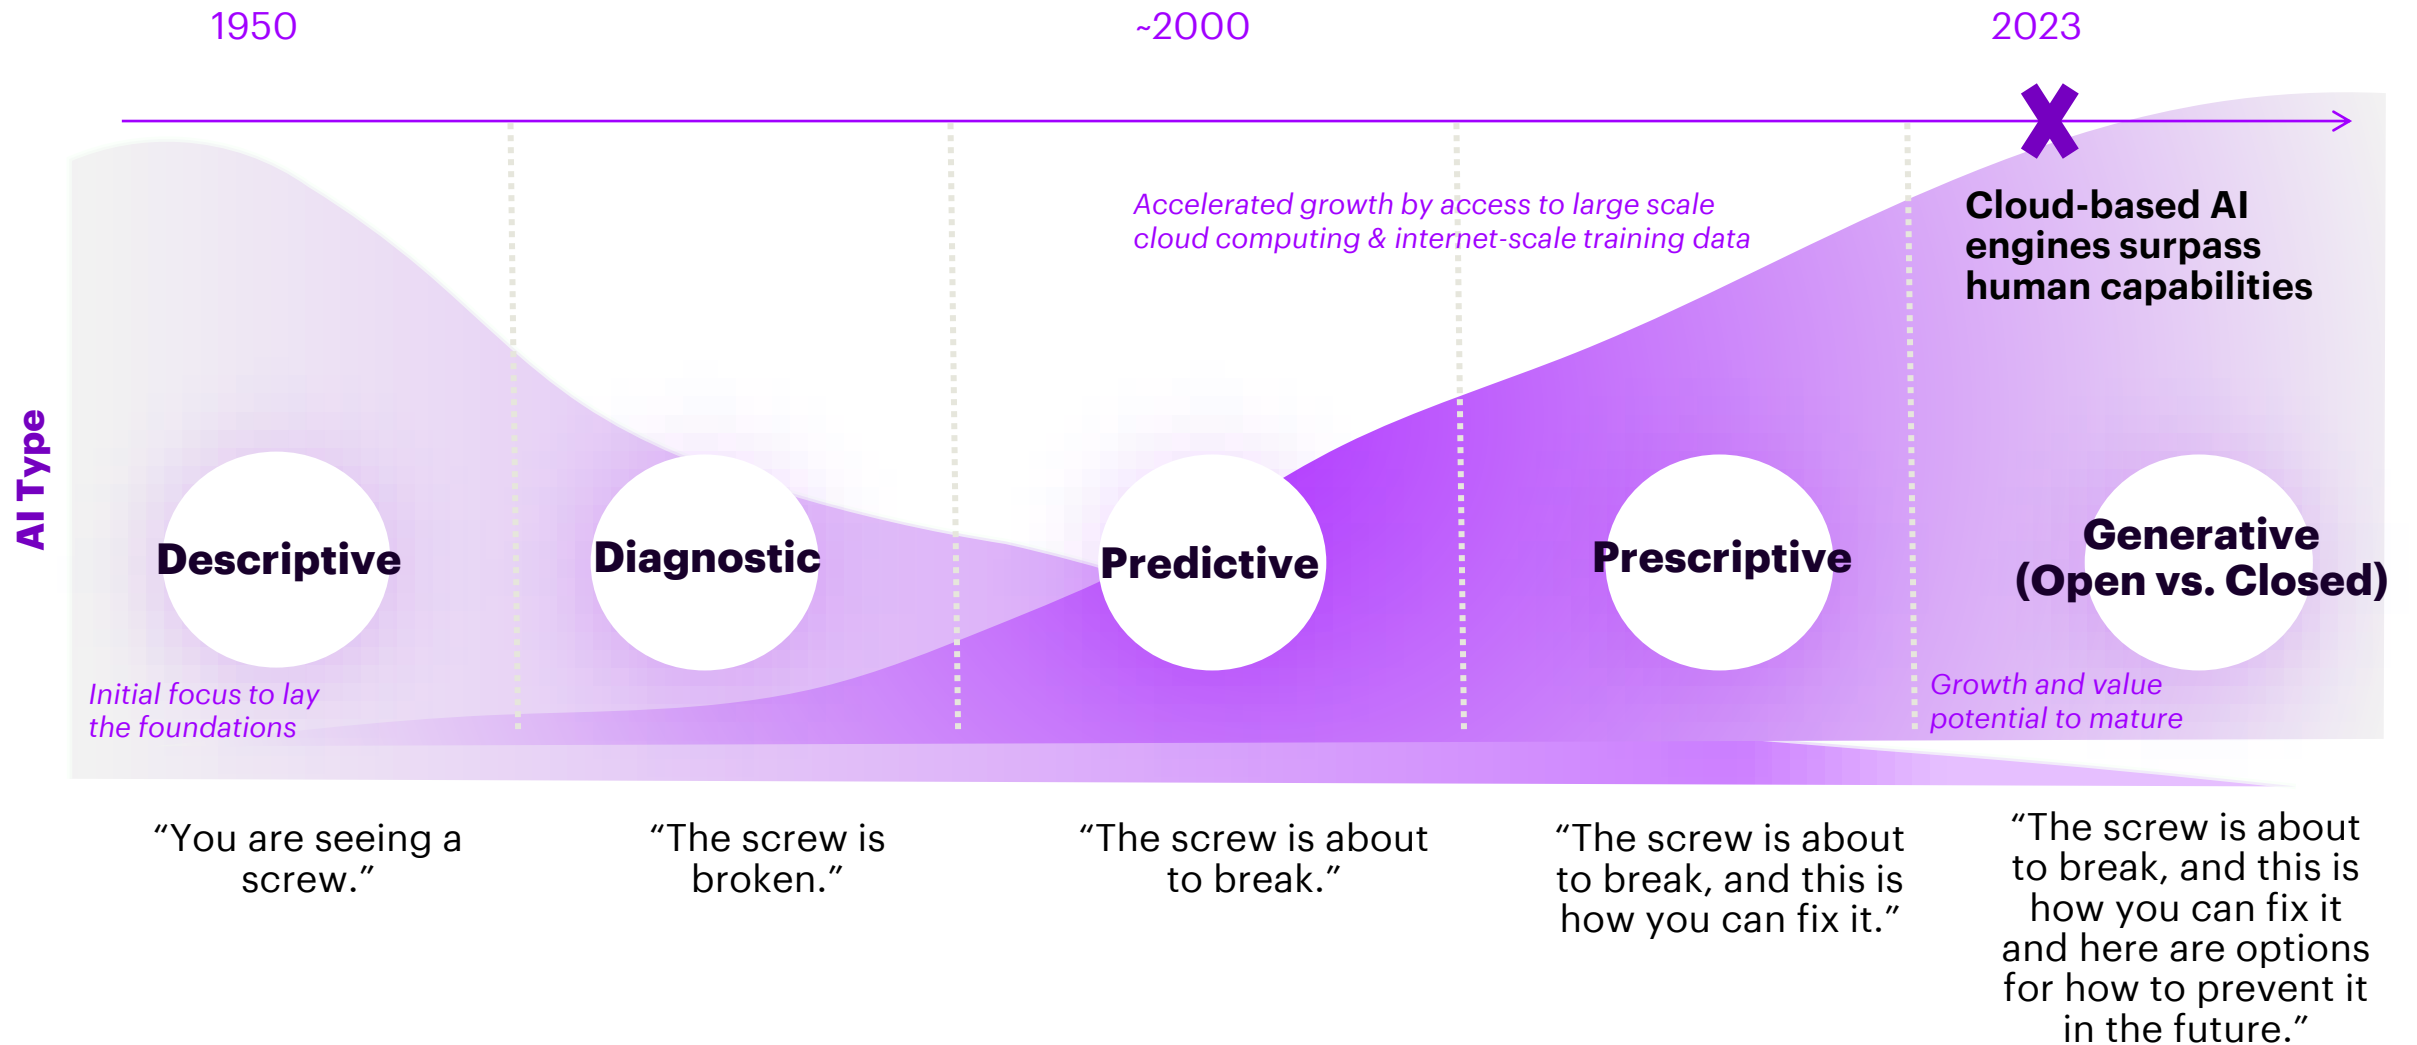 1950
~2000
2023
Accelerated growth by access to large scale
cloud computing & internet-scale training data
Cloud-based AI
engines surpass
human capabilities
AI Type
Descriptive
Diagnostic
Predictive
Prescriptive
Generative
(Open vs. Closed)
Initial focus to lay
the foundations
Growth and value
potential to mature
“You are seeing a
screw.”
“The screw is
broken.”
“The screw is about
to break.”
“The screw is about
to break, and this is
how you can fix it.”
“The screw is about
to break, and this is
how you can fix it
and here are options
for how to prevent it
in the future.”